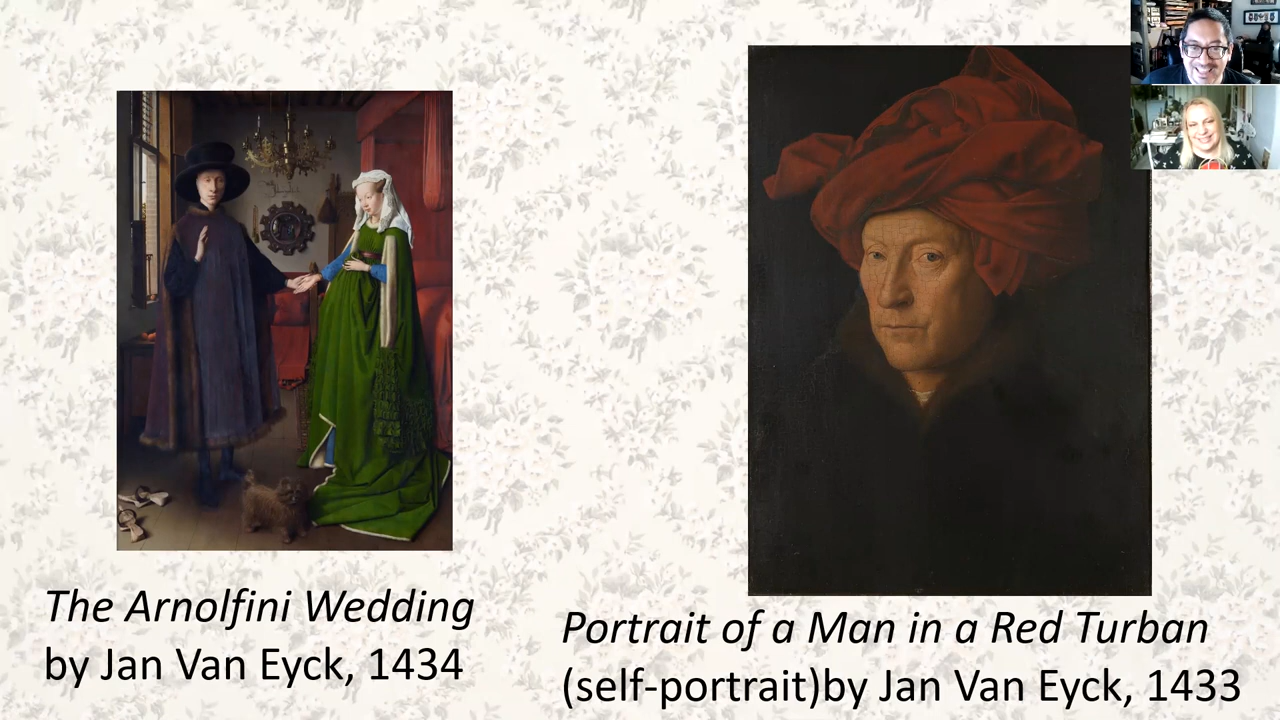 The Arnolfini Wedding
by Jan Van Eyck, 1434
Portrait of a Man in a Red Turban
(self-portrait)by Jan Van Eyck, 1433